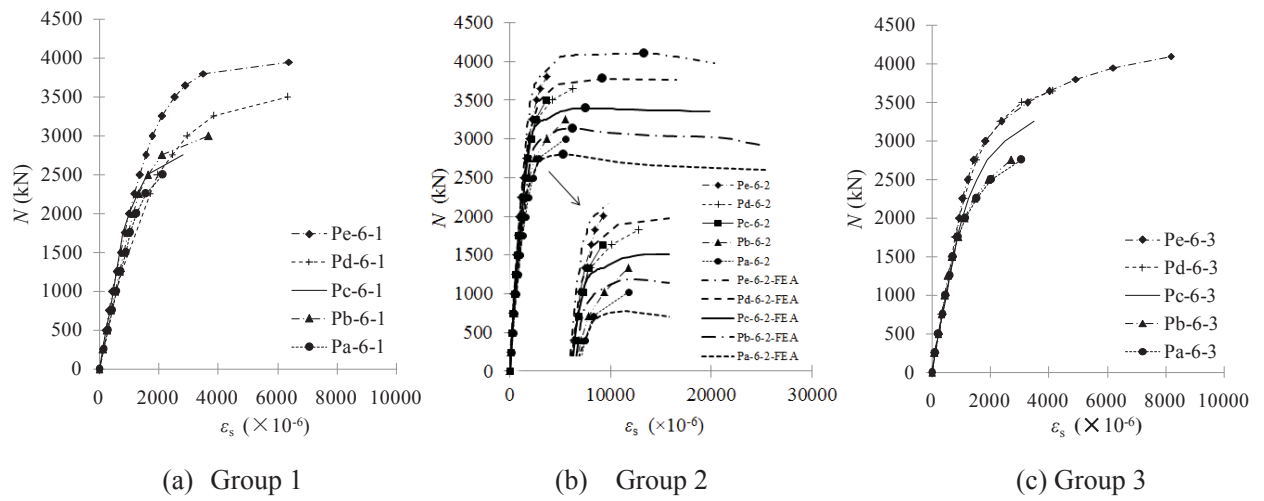 4500
4000
3500
3000
2500
2000
1500
1000
500
0
N (kN)
0 2000 4000 6000 8000 10000
εs (×10-6)
Pe-6-1
Pd-6-1
Pc-6-1
Pb-6-1
Pa-6-1
(a) Group 1
4500
4000
3500
3000
2500
2000
1500
1000
500
0
N (kN)
0 10000 20000 30000
εs (×10-6)
Pe-6-2
Pd-6-2
Pc-6-2
Pb-6-2
Pa-6-2
Pe-6-2-FEA
Pd-6-2-FEA
Pc-6-2-FEA
Pb-6-2-FEA
Pa-6-2-FEA
(b) Group 2
4500
4000
3500
3000
2500
2000
1500
1000
500
0
N (kN)
0 2000 4000 6000 8000 10000
εs (×10-6)
Pe-6-3
Pd-6-3
Pc-6-3
Pb-6-3
Pa-6-3
(c) Group 3